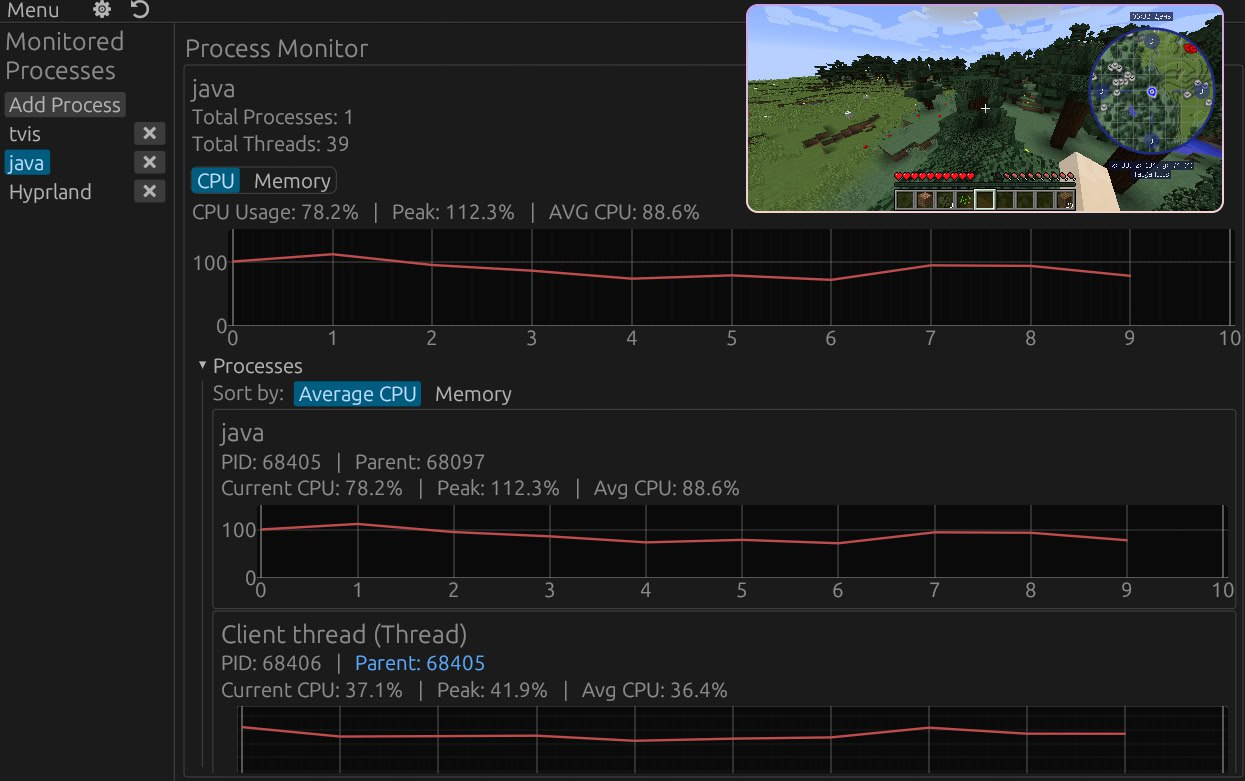 Menu
Monitored
Processes
Add Process
tvis
java
Hyprland
Process Monitor
java
Total Processes: 1
Total Threads: 39
CPU Memory
CPU Usage: 78.2% | Peak: 112.3% | AVG CPU: 88.6%
100
0
0 1 2 3 4 5 6 7 8 9 10
Processes
Sort by: Average CPU Memory
java
PID: 68405 | Parent: 68097
Current CPU: 78.2% | Peak: 112.3% | Avg CPU: 88.6%
100
0
0 1 2 3 4 5 6 7 8 9 10
Client thread (Thread)
PID: 68406 | Parent: 68405
Current CPU: 37.1% | Peak: 41.9% | Avg CPU: 36.4%